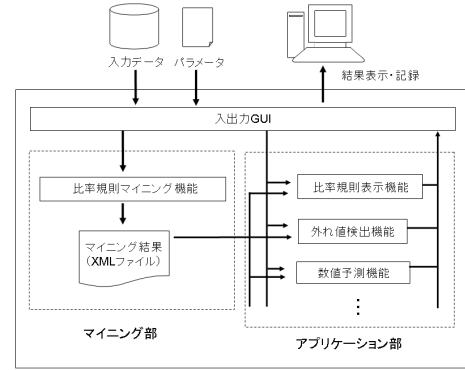 入力データ
パラメータ
結果表示・記録
入出力GUI
比率規則マイニング機能
マイニング結果
(XMLファイル)
マイニング部
比率規則表示機能
外れ値検出機能
数値予測機能
⋮
アプリケーション部